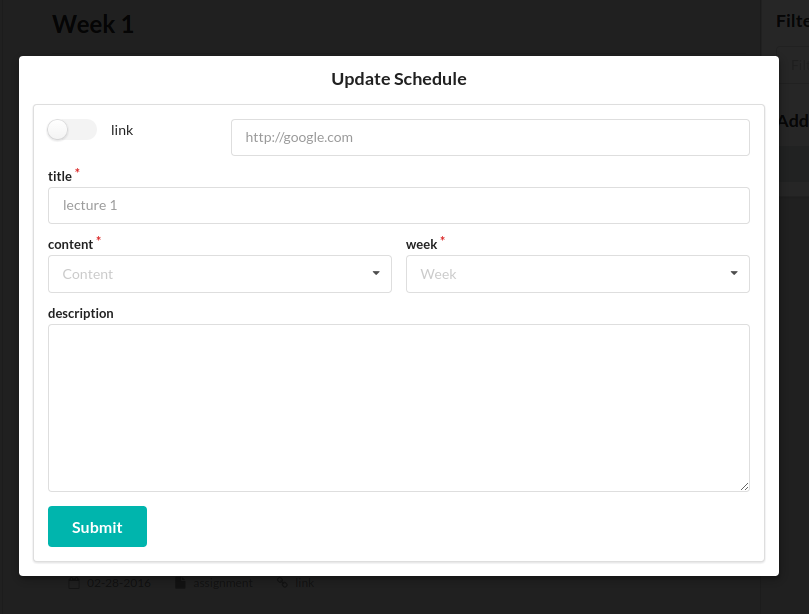 Week 1
Filte
Fil
Update Schedule
link
http://google.com
Add
title *
lecture 1
content * week *
Content Week
description
Submit
02-28-2016 assignment link